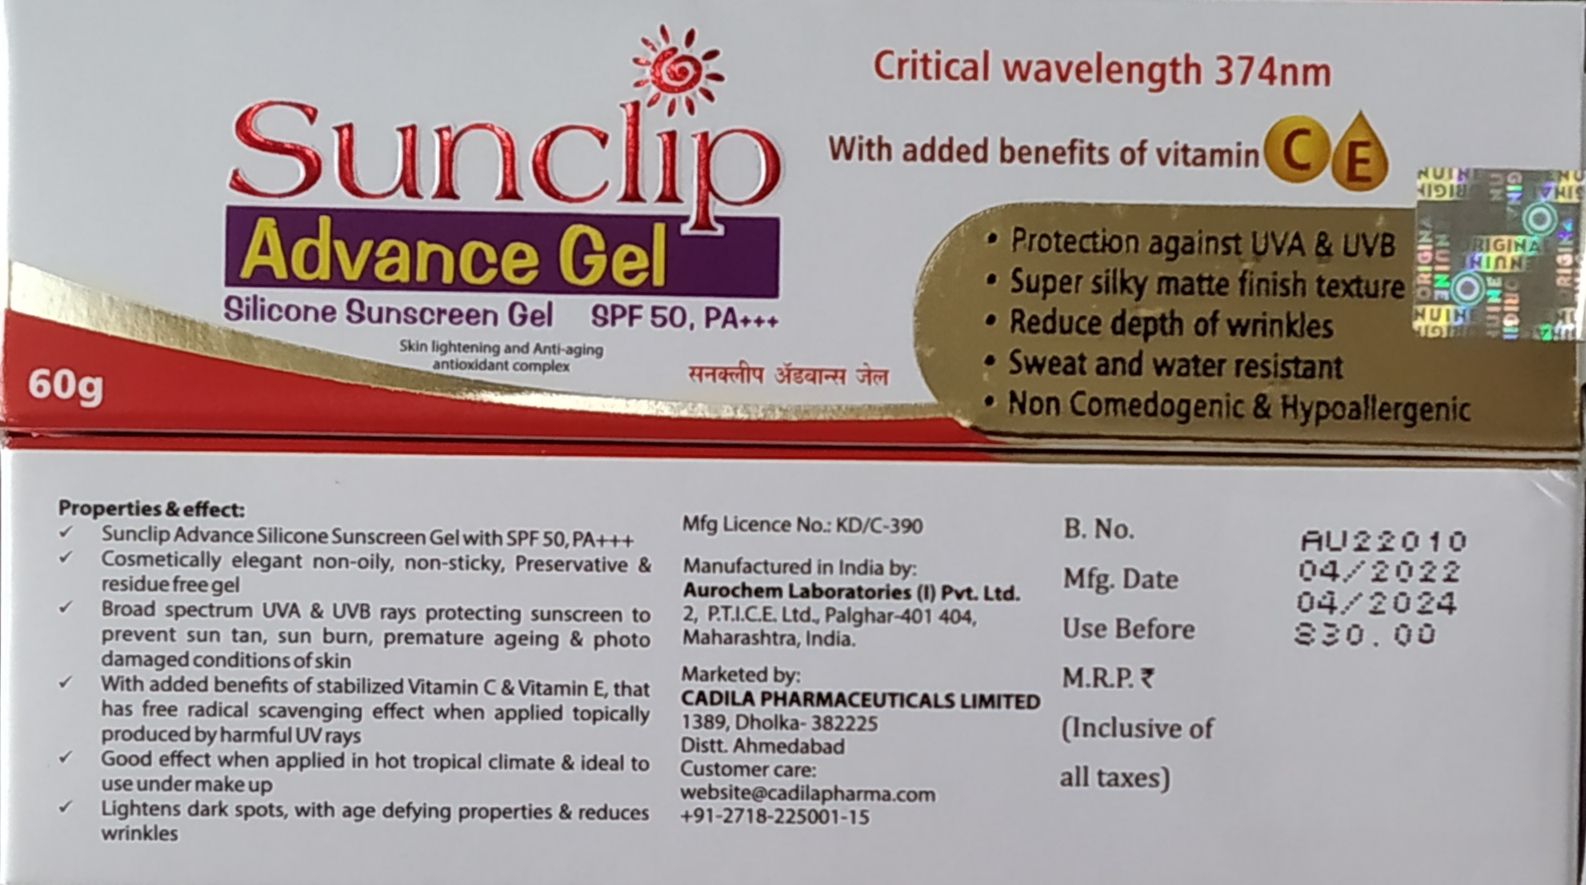 Sunclip
Advance Gel
Silicone Sunscreen Gel SPF 50, PA+++
Skin lightening and Anti-aging
antioxidant complex
सनक्लीप ॲडवान्स जेल
60g
Critical wavelength 374nm
With added benefits of vitamin C E
• Protection against UVA & UVB
• Super silky matte finish texture
• Reduce depth of wrinkles
• Sweat and water resistant
• Non Comedogenic & Hypoallergenic
Properties & effect:
✓ Sunclip Advance Silicone Sunscreen Gel with SPF 50, PA+++
✓ Cosmetically elegant non-oily, non-sticky, Preservative &
residue free gel
✓ Broad spectrum UVA & UVB rays protecting sunscreen to
prevent sun tan, sun burn, premature ageing & photo
damaged conditions of skin
✓ With added benefits of stabilized Vitamin C & Vitamin E, that
has free radical scavenging effect when applied topically
produced by harmful UV rays
✓ Good effect when applied in hot tropical climate & ideal to
use under make up
✓ Lightens dark spots, with age defying properties & reduces
wrinkles
Mfg Licence No.: KD/C-390
Manufactured in India by:
Aurochem Laboratories (I) Pvt. Ltd.
2, P.T.I.C.E. Ltd., Palghar-401 404,
Maharashtra, India.
Marketed by:
CADILA PHARMACEUTICALS LIMITED
1389, Dholka- 382225
Distt. Ahmedabad
Customer care:
website@cadilapharma.com
+91-2718-225001-15
B. No.
Mfg. Date
Use Before
M.R.P. ₹
(Inclusive of
all taxes)
AU22010
04/2022
04/2024
830.00